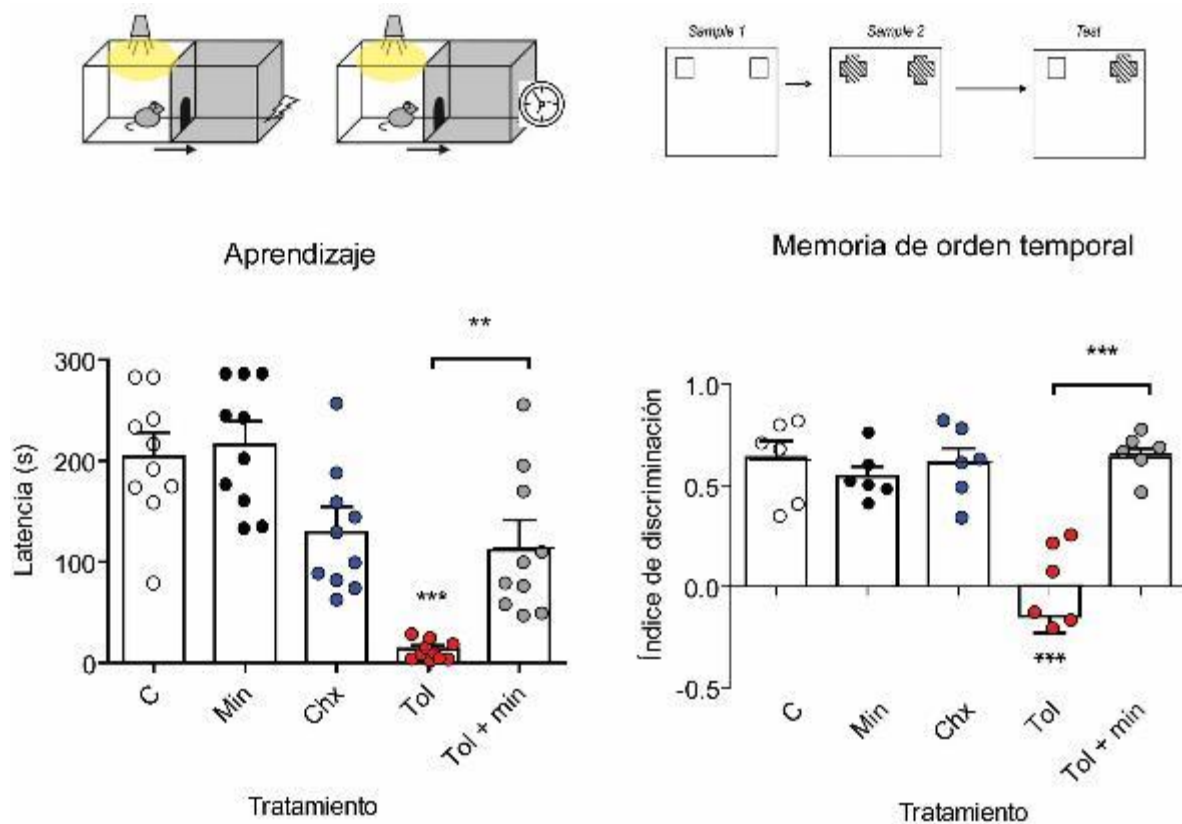 Sample 1
Sample 2
Test
Aprendizaje
Memoria de orden temporal
**
300
200
100
0
Latencia (s)
***
C
Min
Chx
Tol
Tol + min
Tratamiento
***
1.0
0.5
0.0
-0.5
Índice de discriminación
***
C
Min
Chx
Tol
Tol + min
Tratamiento